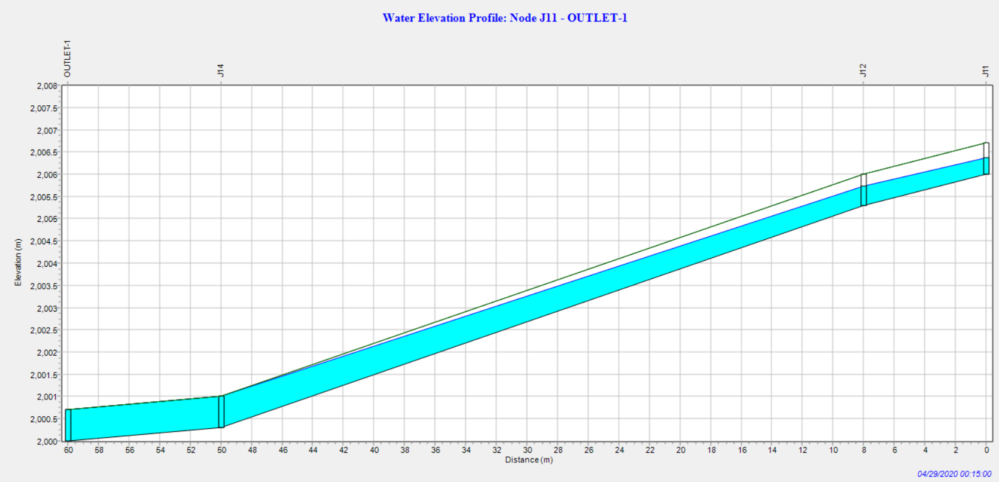 Water Elevation Profile: Node J11 - OUTLET-1
OUTLET-1
J14
J12
J11
2,008
2,007.5
2,007
2,006.5
2,006
2,005.5
2,005
2,004.5
2,004
2,003.5
2,003
2,002.5
2,002
2,001.5
2,001
2,000.5
2,000
Elevation (m)
60 58 56 54 52 50 48 46 44 42 40 38 36 34 32 30 28 26 24 22 20 18 16 14 12 10 8 6 4 2 0
Distance (m)
04/29/2020 00:15:00